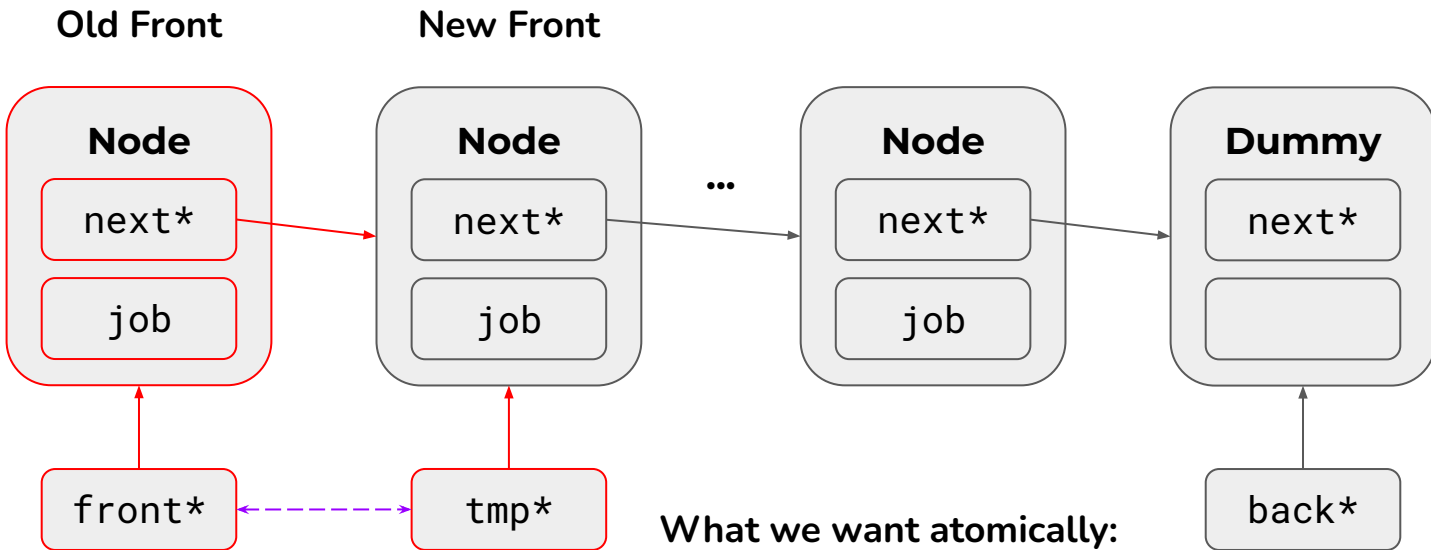 Old Front
New Front
Node
Node
Node
Dummy
next*
next*
...
next*
next*
job
job
job
front*
tmp*
What we want atomically:
back*